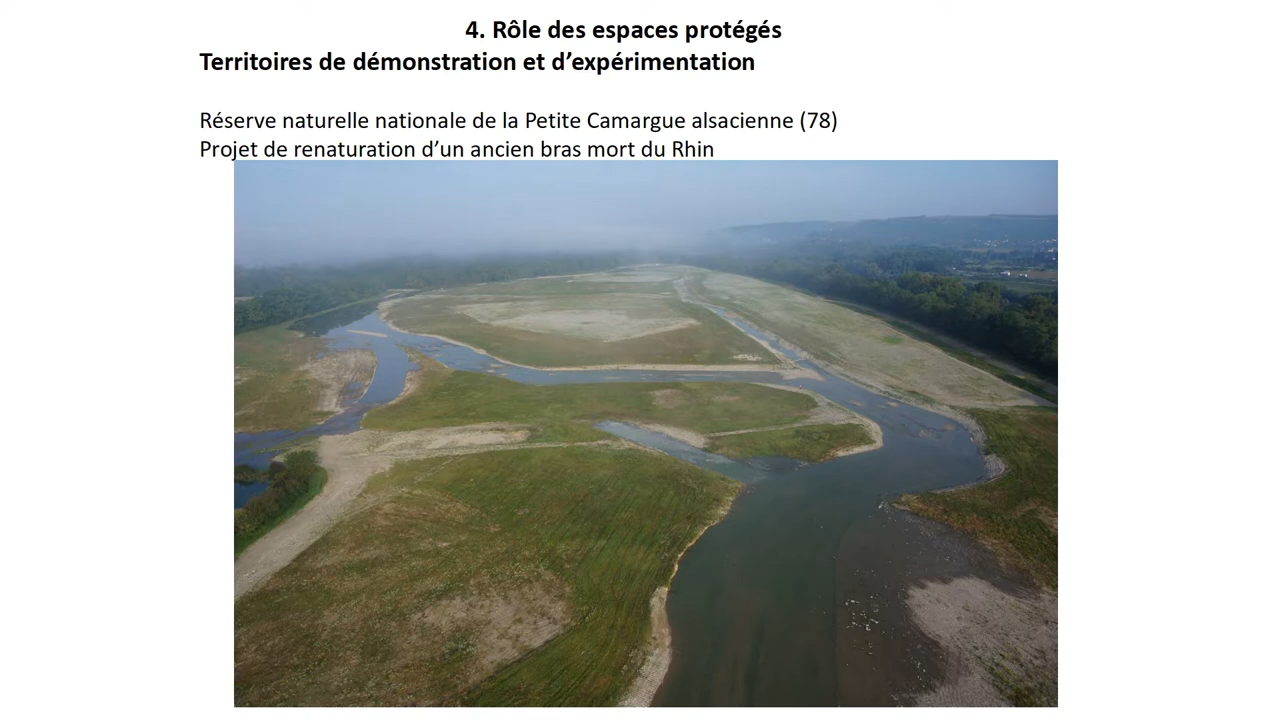 4. Rôle des espaces protégés
Territoires de démonstration et d’expérimentation
Réserve naturelle nationale de la Petite Camargue alsacienne (78)
Projet de renaturation d’un ancien bras mort du Rhin